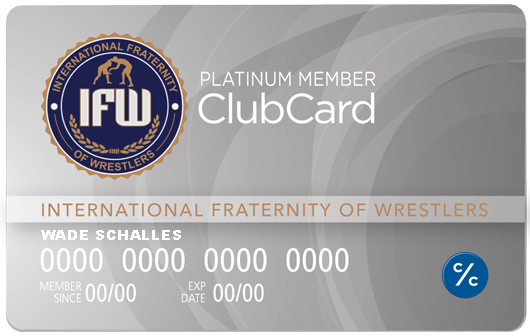 INTERNATIONAL FRATERNITY
IFW
OF WRESTLERS
PLATINUM MEMBER
ClubCard
INTERNATIONAL FRATERNITY OF WRESTLERS
WADE SCHALLES
0000 0000 0000 0000
MEMBER SINCE 00/00 EXP DATE 00/00
c/c